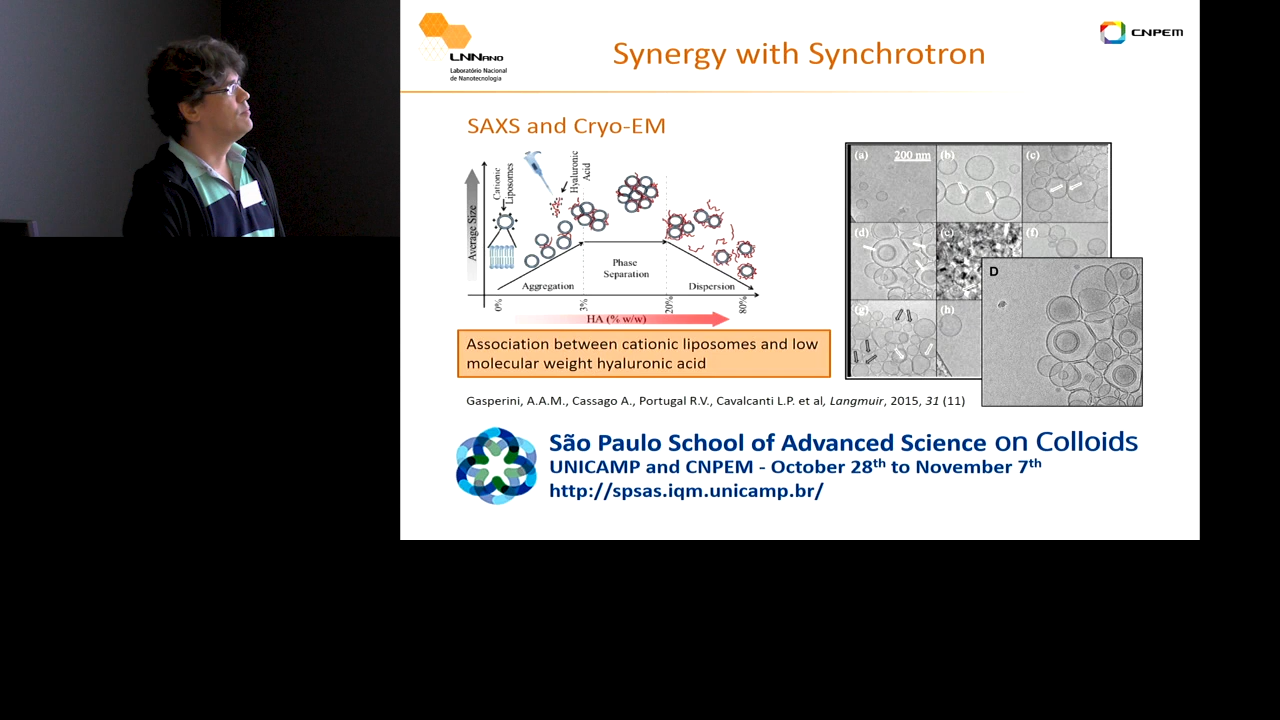 LNNano
Laboratório Nacional
de Nanotecnologia
Synergy with Synchrotron
CNPEM
SAXS and Cryo-EM
Average Size
Cationic
Liposomes
Hyaluronic
Acid
Aggregation
Phase
Separation
Dispersion
0%
3%
20%
80%
HA (% w/w)
(a)
200 nm
(b)
(c)
(d)
(e)
(f)
(g)
(h)
D
Association between cationic liposomes and low
molecular weight hyaluronic acid
Gasperini, A.A.M., Cassago A., Portugal R.V., Cavalcanti L.P. et al, Langmuir, 2015, 31 (11)
São Paulo School of Advanced Science on Colloids
UNICAMP and CNPEM - October 28th to November 7th
http://spsas.iqm.unicamp.br/